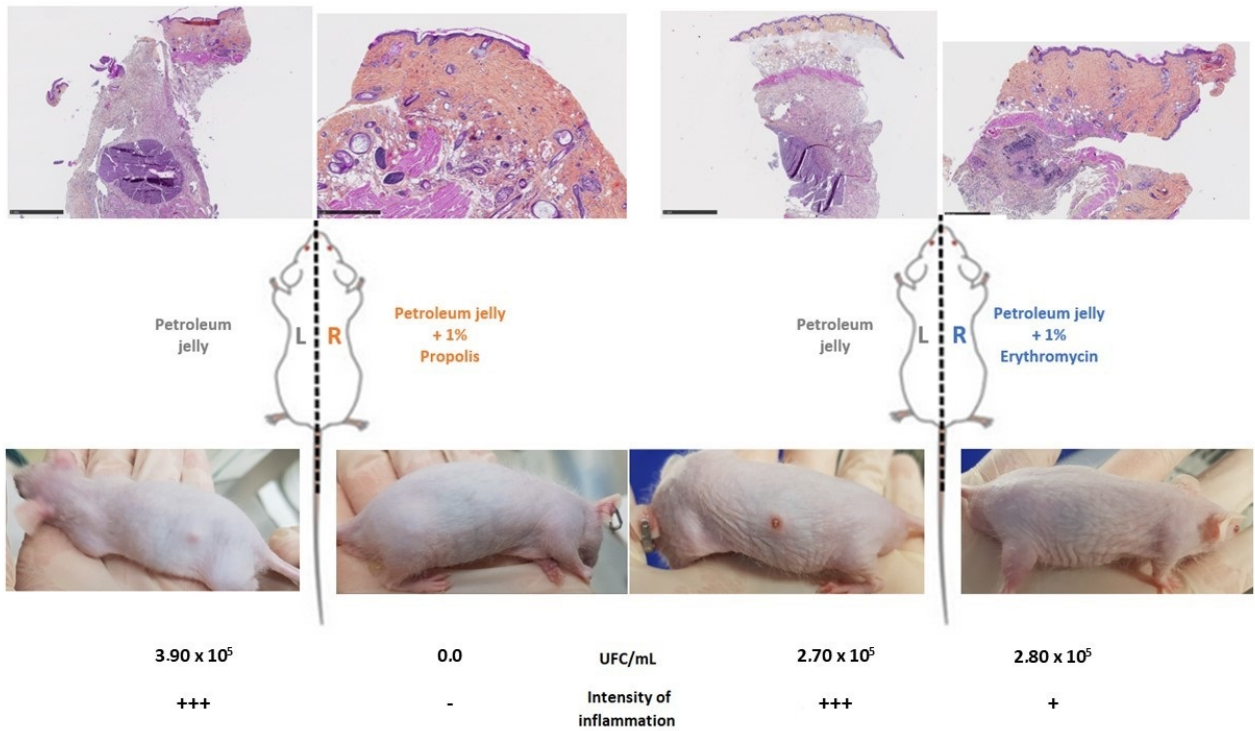 Petroleum
jelly
L
R
Petroleum jelly
+ 1%
Propolis
Petroleum
jelly
L
R
Petroleum jelly
+ 1%
Erythromycin
3.90 x 10⁵
0.0
UFC/mL
2.70 x 10⁵
2.80 x 10⁵
+++
-
Intensity of
inflammation
+++
+